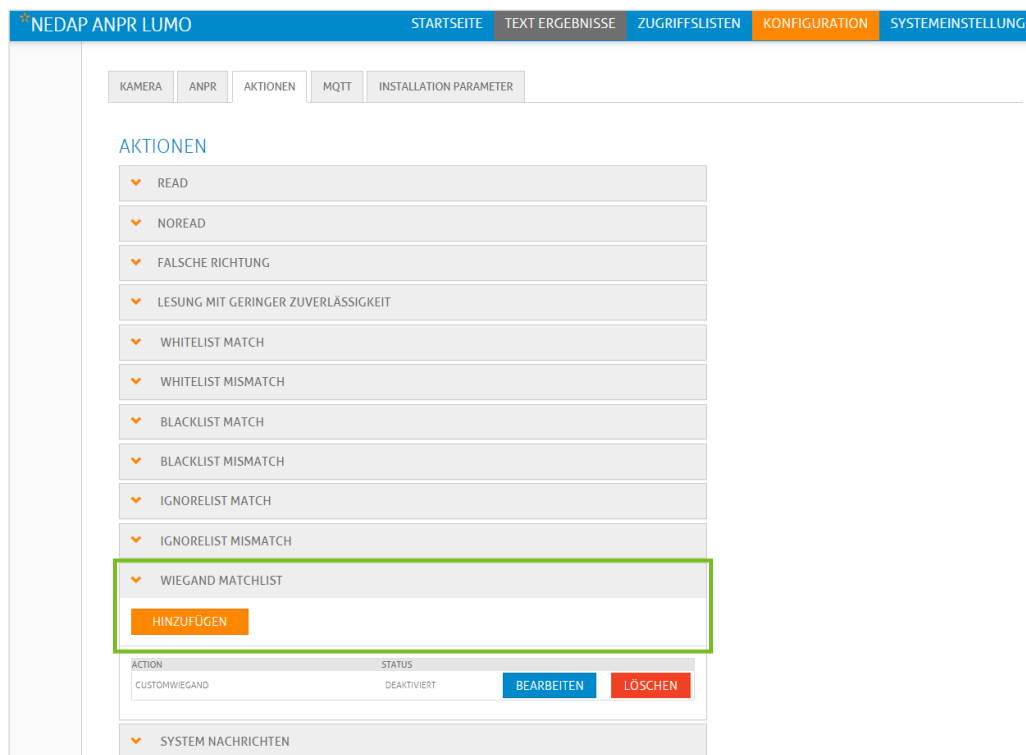 NEDAP ANPR LUMO STARTSEITE TEXT ERGEBNISSE ZUGRIFFSLISTEN KONFIGURATION SYSTEMEINSTELLUNG
KAMERA ANPR AKTIONEN MQTT INSTALLATION PARAMETER
AKTIONEN
READ
NOREAD
FALSCHE RICHTUNG
LESUNG MIT GERINGER ZUVERLÄSSIGKEIT
WHITELIST MATCH
WHITELIST MISMATCH
BLACKLIST MATCH
BLACKLIST MISMATCH
IGNORELIST MATCH
IGNORELIST MISMATCH
WIEGAND MATCHLIST
HINZUFÜGEN
ACTION STATUS
CUSTOMWIEGAND DEAKTIVIERT BEARBEITEN LÖSCHEN
SYSTEM NACHRICHTEN